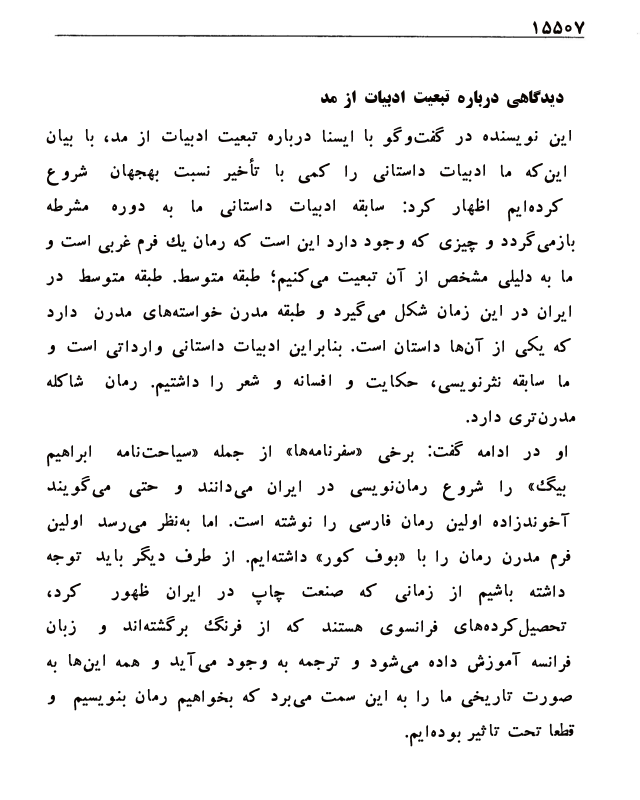 ۱۵۵۰۷
دیدگاهی درباره تبعیت ادبیات از مد
این نویسنده در گفت‌وگو با ایسنا درباره تبعیت ادبیات از مد، با بیان
این‌که ما ادبیات داستانی را کمی با تأخیر نسبت بهجهان شروع
کرده‌ایم اظهار کرد: سابقه ادبیات داستانی ما به دوره مشرطه
بازمی‌گردد و چیزی که وجود دارد این است که رمان یك فرم غربی است و
ما به دلیلی مشخص از آن تبعیت می‌کنیم؛ طبقه متوسط. طبقه متوسط در
ایران در این زمان شکل می‌گیرد و طبقه مدرن خواسته‌های مدرن دارد
که یکی از آن‌ها داستان است. بنابراین ادبیات داستانی وارداتی است و
ما سابقه نثرنویسی، حکایت و افسانه و شعر را داشتیم. رمان شاکله
مدرن‌تری دارد.
او در ادامه گفت: برخی «سفرنامه‌ها» از جمله «سیاحت‌نامه ابراهیم
بیگ» را شروع رمان‌نویسی در ایران می‌دانند و حتی می‌گویند
آخوندزاده اولین رمان فارسی را نوشته است. اما به‌نظر می‌رسد اولین
فرم مدرن رمان را با «بوف کور» داشته‌ایم. از طرف دیگر باید توجه
داشته باشیم از زمانی که صنعت چاپ در ایران ظهور کرد،
تحصیل‌کرده‌های فرانسوی هستند که از فرنگ برگشته‌اند و زبان
فرانسه آموزش داده می‌شود و ترجمه به وجود می‌آید و همه این‌ها به
صورت تاریخی ما را به این سمت می‌برد که بخواهیم رمان بنویسیم و
قطعا تحت تاثیر بوده‌ایم.